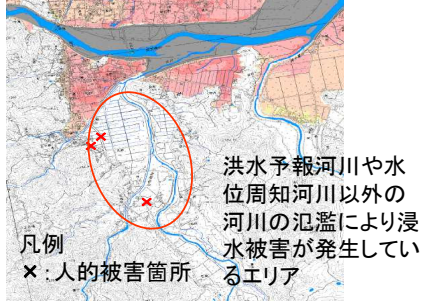 洪水予報河川や水
位周知河川以外の
河川の氾濫により浸
水被害が発生してい
るエリア
凡例
×：人的被害箇所